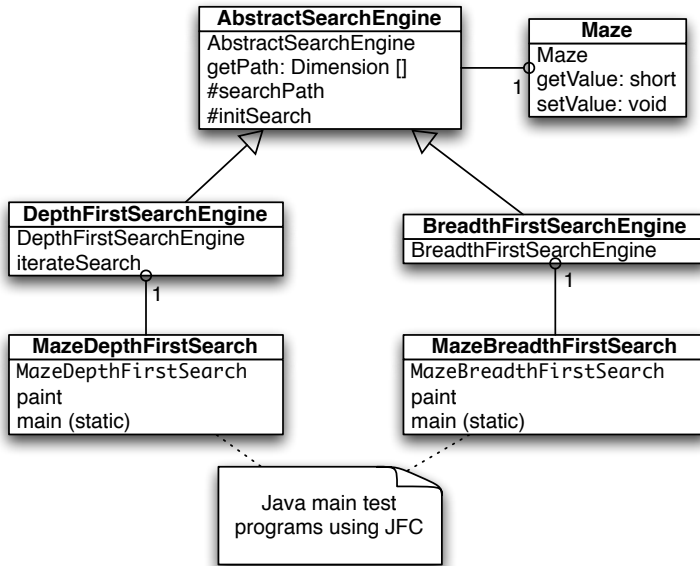 AbstractSearchEngine
AbstractSearchEngine
getPath: Dimension []
#searchPath
#initSearch
Maze
Maze
getValue: short
setValue: void
1
DepthFirstSearchEngine
DepthFirstSearchEngine
iterateSearch
1
BreadthFirstSearchEngine
BreadthFirstSearchEngine
1
MazeDepthFirstSearch
MazeDepthFirstSearch
paint
main (static)
MazeBreadthFirstSearch
MazeBreadthFirstSearch
paint
main (static)
Java main test
programs using JFC